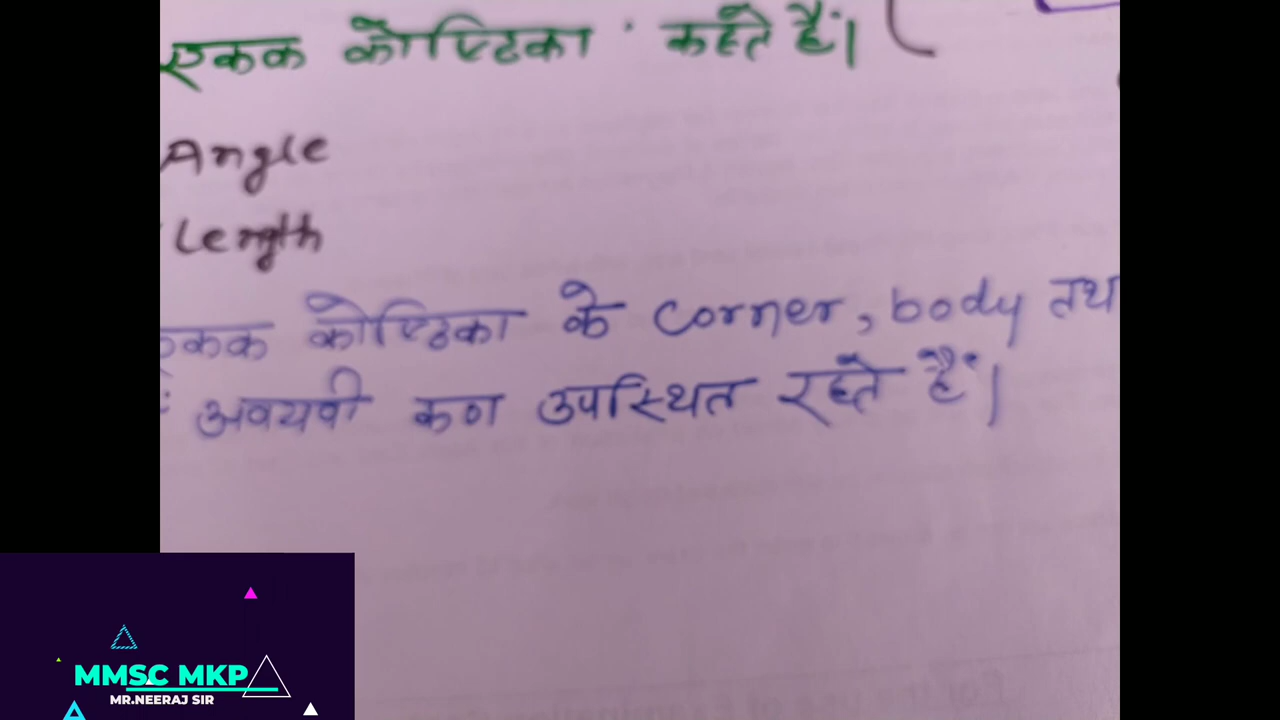 एकक कोष्ठिका कहते हैं।
Angle
Length
एकक कोष्ठिका के corner, body तथ
अवयवी कण उपस्थित रहते हैं।
MMSC MKP
MR.NEERAJ SIR